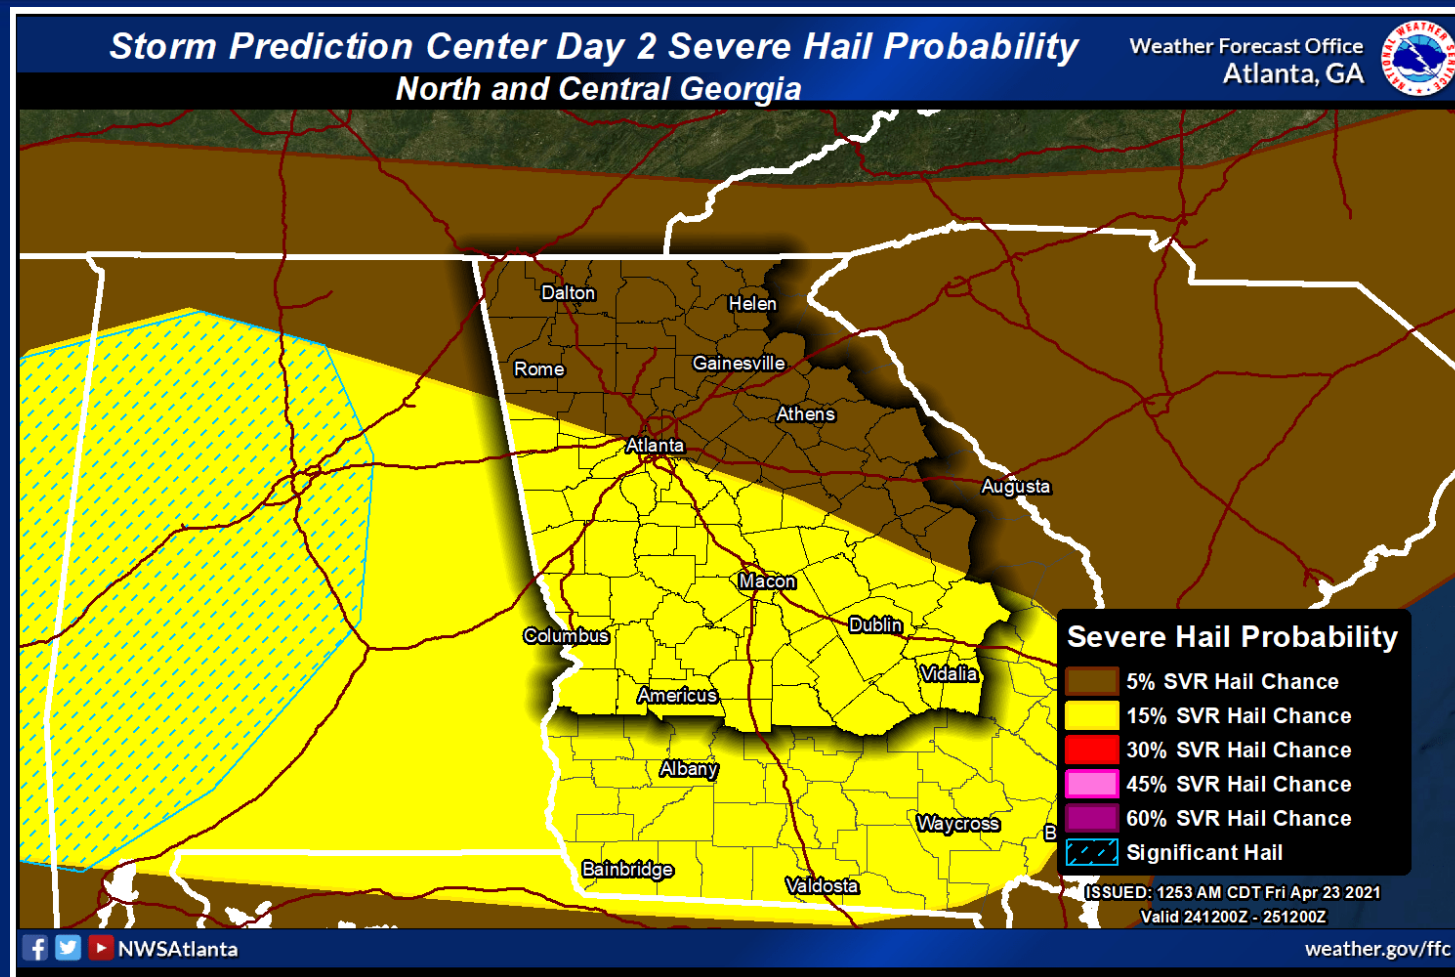 Storm Prediction Center Day 2 Severe Hail Probability
North and Central Georgia
Weather Forecast Office
Atlanta, GA
NATIONAL WEATHER SERVICE
Dalton
Helen
Rome
Gainesville
Athens
Atlanta
Augusta
Macon
Columbus
Dublin
Vidalia
Americus
Albany
Waycross
B
Bainbridge
Valdosta
Severe Hail Probability
5% SVR Hail Chance
15% SVR Hail Chance
30% SVR Hail Chance
45% SVR Hail Chance
60% SVR Hail Chance
Significant Hail
ISSUED: 1253 AM CDT Fri Apr 23 2021
Valid 241200Z - 251200Z
NWSAtlanta
weather.gov/ffc